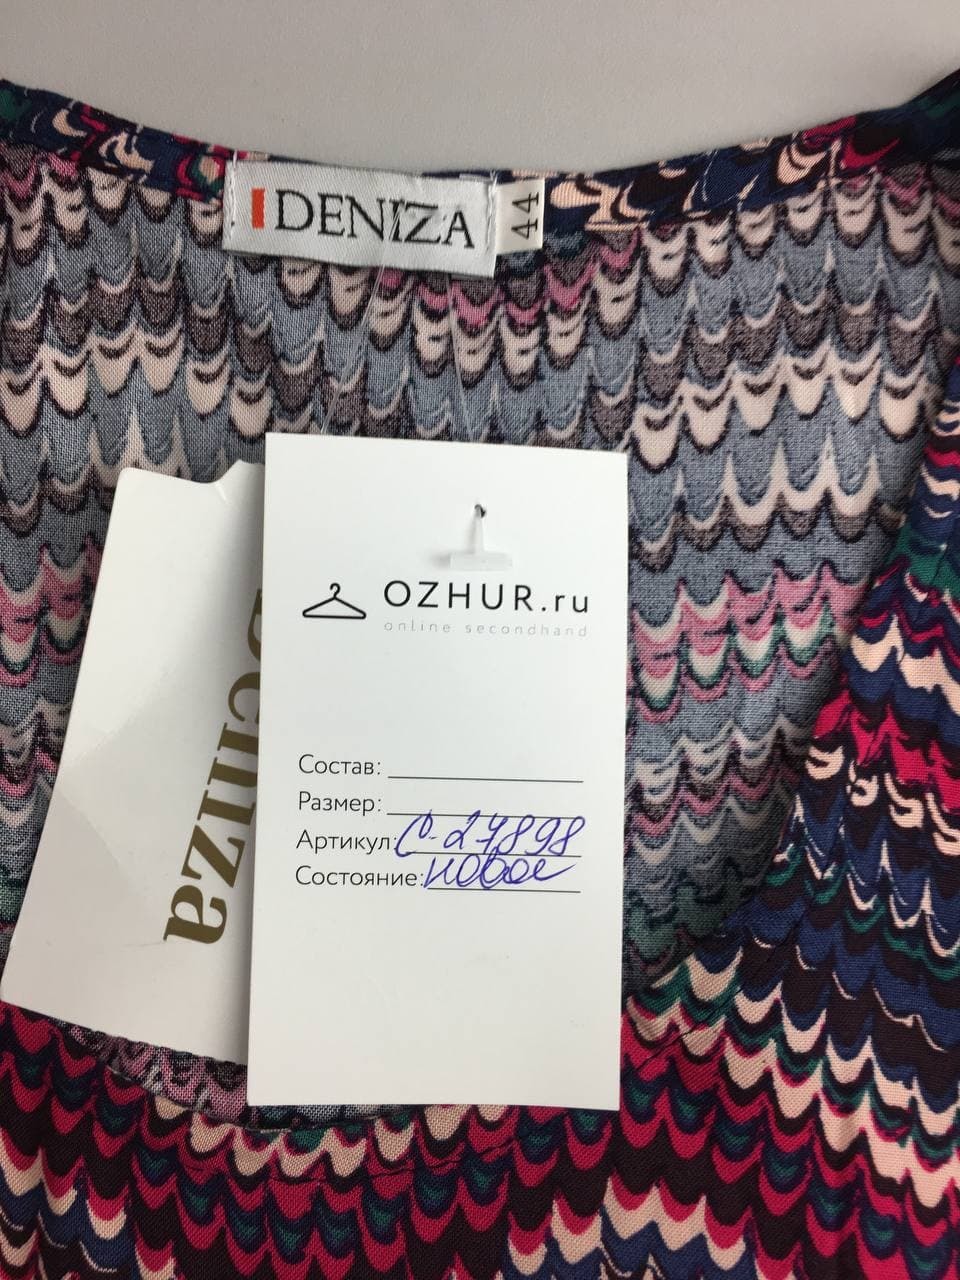 DENIZA
44
Deniza
OZHUR.ru
online secondhand
Состав:
Размер:
Артикул: С-27898
Состояние: новое